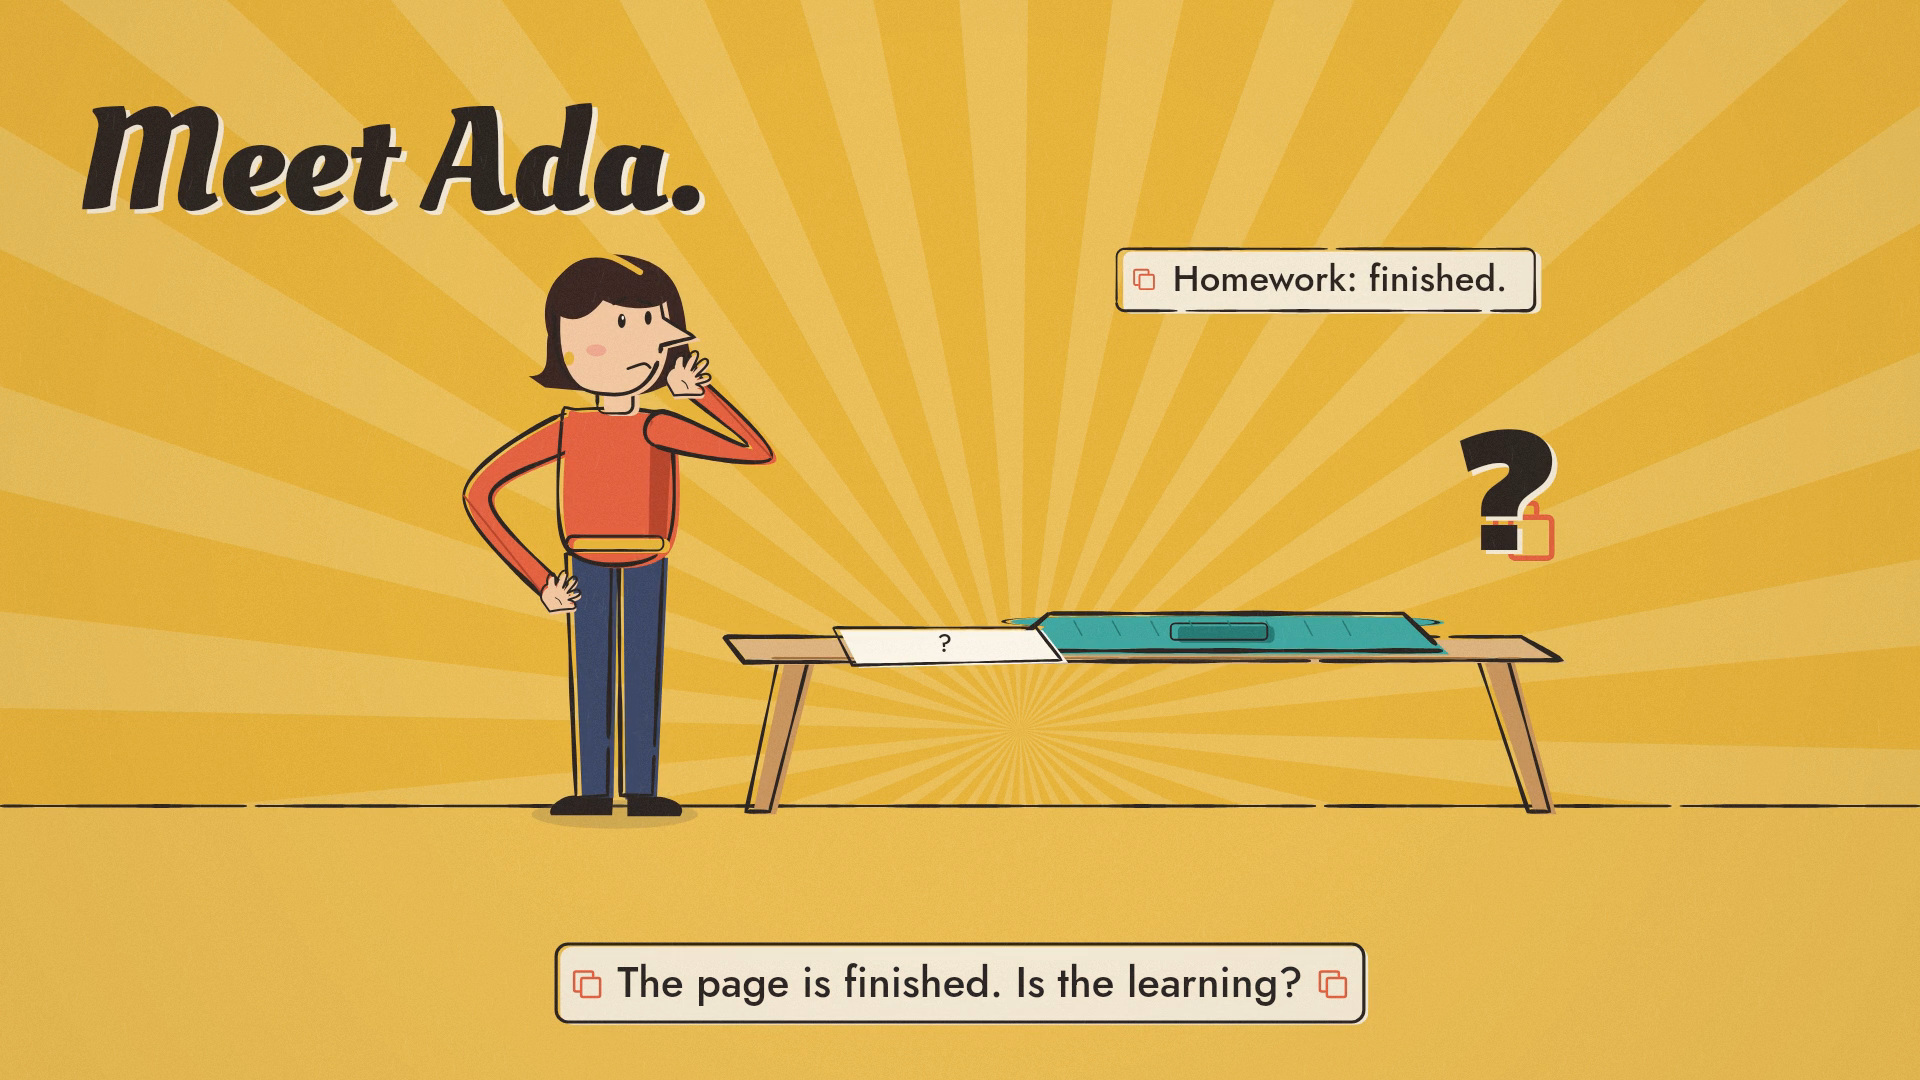 Meet Ada.
Homework: finished.
?
?
The page is finished. Is the learning?